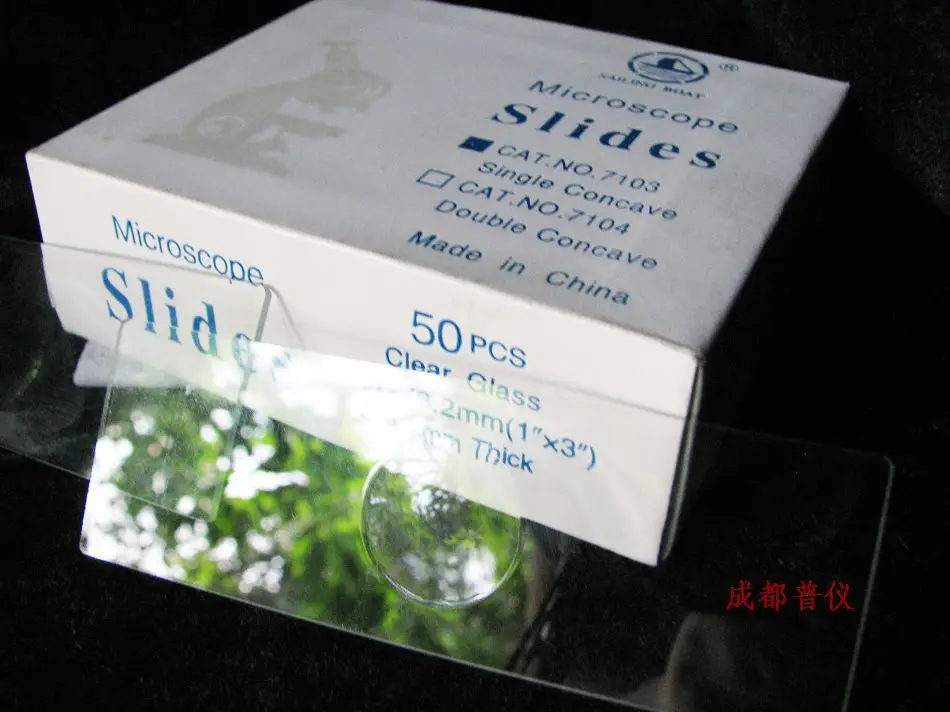 SAILING BOAT ®
Microscope
Slides
CAT.NO.7103
Single Concave
CAT.NO.7104
Double Concave
Made in China
Microscope
Slides
50 PCS
Clear Glass
.2mm(1"×3")
Thick
成都普仪